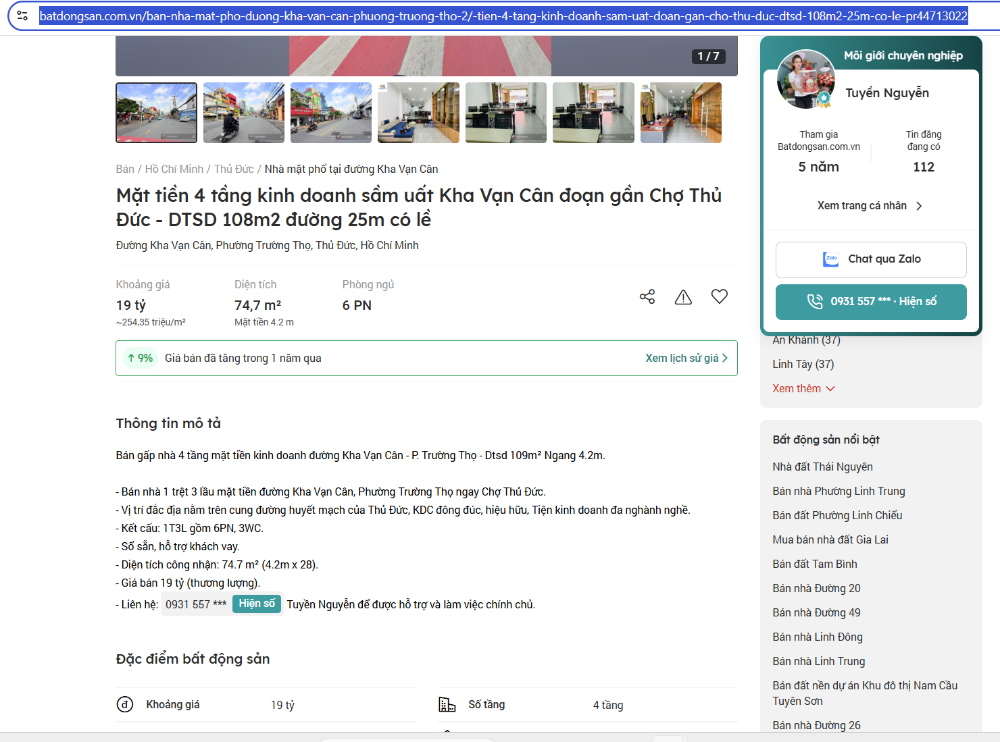 batdongsan.com.vn/ban-nha-mat-pho-duong-kha-van-can-phuong-truong-tho-2/-tien-4-tang-kinh-doanh-sam-uat-doan-gan-cho-thu-duc-dtsd-108m2-25m-co-le-pr44713022
1 / 7
Bán / Hồ Chí Minh / Thủ Đức / Nhà mặt phố tại đường Kha Vạn Cân
Mặt tiền 4 tầng kinh doanh sầm uất Kha Vạn Cân đoạn gần Chợ Thủ
Đức - DTSD 108m2 đường 25m có lề
Đường Kha Vạn Cân, Phường Trường Thọ, Thủ Đức, Hồ Chí Minh
Khoảng giá
19 tỷ
~254,35 triệu/m²
Diện tích
74,7 m²
Mặt tiền 4.2 m
Phòng ngủ
6 PN
9%
Giá bán đã tăng trong 1 năm qua
Xem lịch sử giá
Thông tin mô tả
Bán gấp nhà 4 tầng mặt tiền kinh doanh đường Kha Vạn Cân - P. Trường Thọ - Dtsd 109m² Ngang 4.2m.
- Bán nhà 1 trệt 3 lầu mặt tiền đường Kha Vạn Cân, Phường Trường Thọ ngay Chợ Thủ Đức.
- Vị trí đắc địa nằm trên cung đường huyết mạch của Thủ Đức, KDC đông đúc, hiệu hữu, Tiện kinh doanh đa nghành nghề.
- Kết cấu: 1T3L gồm 6PN, 3WC.
- Sổ sẵn, hỗ trợ khách vay.
- Diện tích công nhận: 74.7 m² (4.2m x 28).
- Giá bán 19 tỷ (thương lượng).
- Liên hệ: 0931 557 *** Hiện số Tuyền Nguyễn để được hỗ trợ và làm việc chính chủ.
Đặc điểm bất động sản
Khoảng giá
19 tỷ
Số tầng
4 tầng
Môi giới chuyên nghiệp
Tuyền Nguyễn
Tham gia
Batdongsan.com.vn
5 năm
Tin đăng
đang có
112
Xem trang cá nhân
Zalo
Chat qua Zalo
0931 557 *** · Hiện số
An Khánh (37)
Linh Tây (37)
Xem thêm
Bất động sản nổi bật
Nhà đất Thái Nguyên
Bán nhà Phường Linh Trung
Bán đất Phường Linh Chiểu
Mua bán nhà đất Gia Lai
Bán đất Tam Bình
Bán nhà Đường 20
Bán nhà Đường 49
Bán nhà Linh Đông
Bán nhà Linh Trung
Bán đất nền dự án Khu đô thị Nam Cầu
Tuyên Sơn
Bán nhà Đường 26